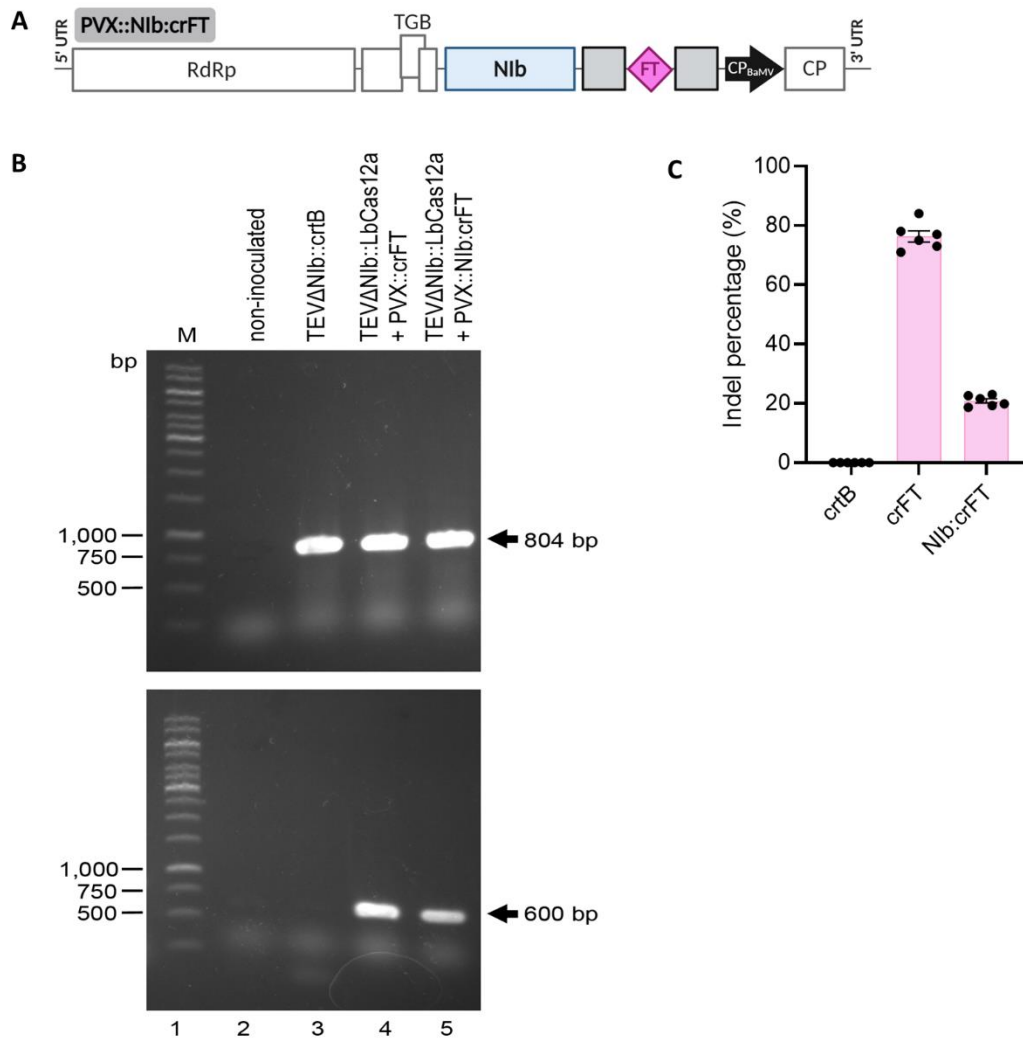 A
PVX::NIb:crFT
5' UTR
TGB
3' UTR
RdRp
NIb
FT
CP BaMV
CP
B
M
non-inoculated
TEVΔNIb::crtB
TEVΔNIb::LbCas12a
+ PVX::crFT
TEVΔNIb::LbCas12a
+ PVX::NIb:crFT
bp
1,000
750
500
804 bp
1,000
750
500
600 bp
1 2 3 4 5
C
Indel percentage (%)
100
80
60
40
20
0
crtB
crFT
NIb:crFT